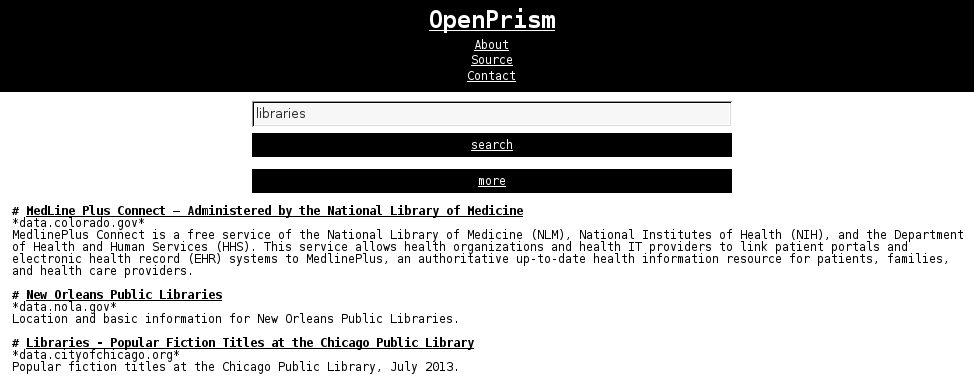 OpenPrism
About
Source
Contact
libraries
search
more
# MedLine Plus Connect – Administered by the National Library of Medicine
*data.colorado.gov*
MedlinePlus Connect is a free service of the National Library of Medicine (NLM), National Institutes of Health (NIH), and the Department
of Health and Human Services (HHS). This service allows health organizations and health IT providers to link patient portals and
electronic health record (EHR) systems to MedlinePlus, an authoritative up-to-date health information resource for patients, families,
and health care providers.
# New Orleans Public Libraries
*data.nola.gov*
Location and basic information for New Orleans Public Libraries.
# Libraries - Popular Fiction Titles at the Chicago Public Library
*data.cityofchicago.org*
Popular fiction titles at the Chicago Public Library, July 2013.